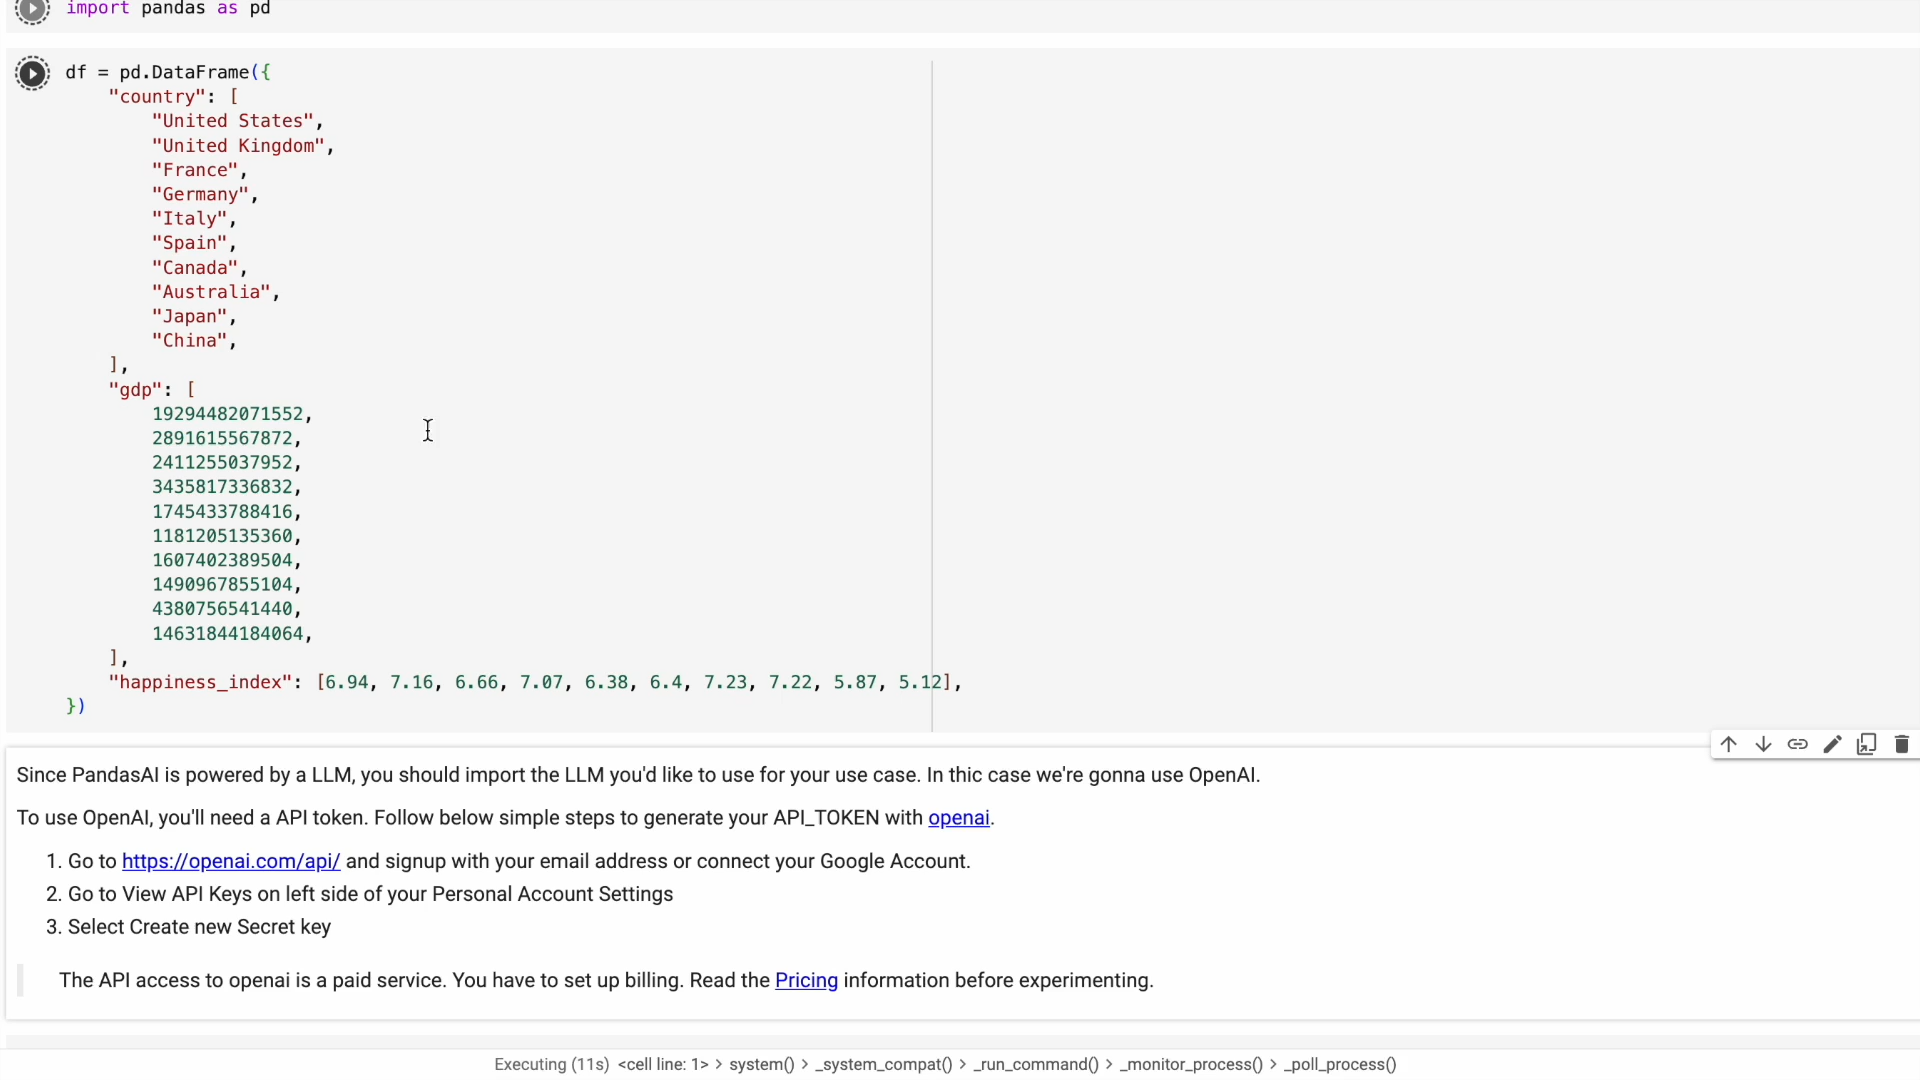 import pandas as pd
df = pd.DataFrame({
    "country": [
        "United States",
        "United Kingdom",
        "France",
        "Germany",
        "Italy",
        "Spain",
        "Canada",
        "Australia",
        "Japan",
        "China",
    ],
    "gdp": [
        19294482071552,
        2891615567872,
        2411255037952,
        3435817336832,
        1745433788416,
        1181205135360,
        1607402389504,
        1490967855104,
        4380756541440,
        14631844184064,
    ],
    "happiness_index": [6.94, 7.16, 6.66, 7.07, 6.38, 6.4, 7.23, 7.22, 5.87, 5.12],
})
Since PandasAI is powered by a LLM, you should import the LLM you'd like to use for your use case. In thic case we're gonna use OpenAI.
To use OpenAI, you'll need a API token. Follow below simple steps to generate your API_TOKEN with openai.
1. Go to https://openai.com/api/ and signup with your email address or connect your Google Account.
2. Go to View API Keys on left side of your Personal Account Settings
3. Select Create new Secret key
The API access to openai is a paid service. You have to set up billing. Read the Pricing information before experimenting.
Executing (11s) <cell line: 1> > system() > _system_compat() > _run_command() > _monitor_process() > _poll_process()